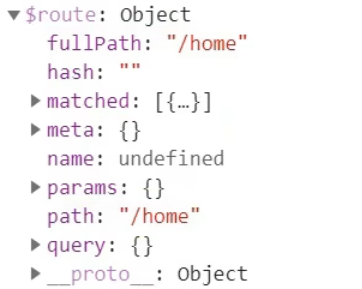 ▼$route: Object
fullPath: "/home"
hash: ""
▶matched: [{…}]
▶meta: {}
name: undefined
▶params: {}
path: "/home"
▶query: {}
▶__proto__: Object